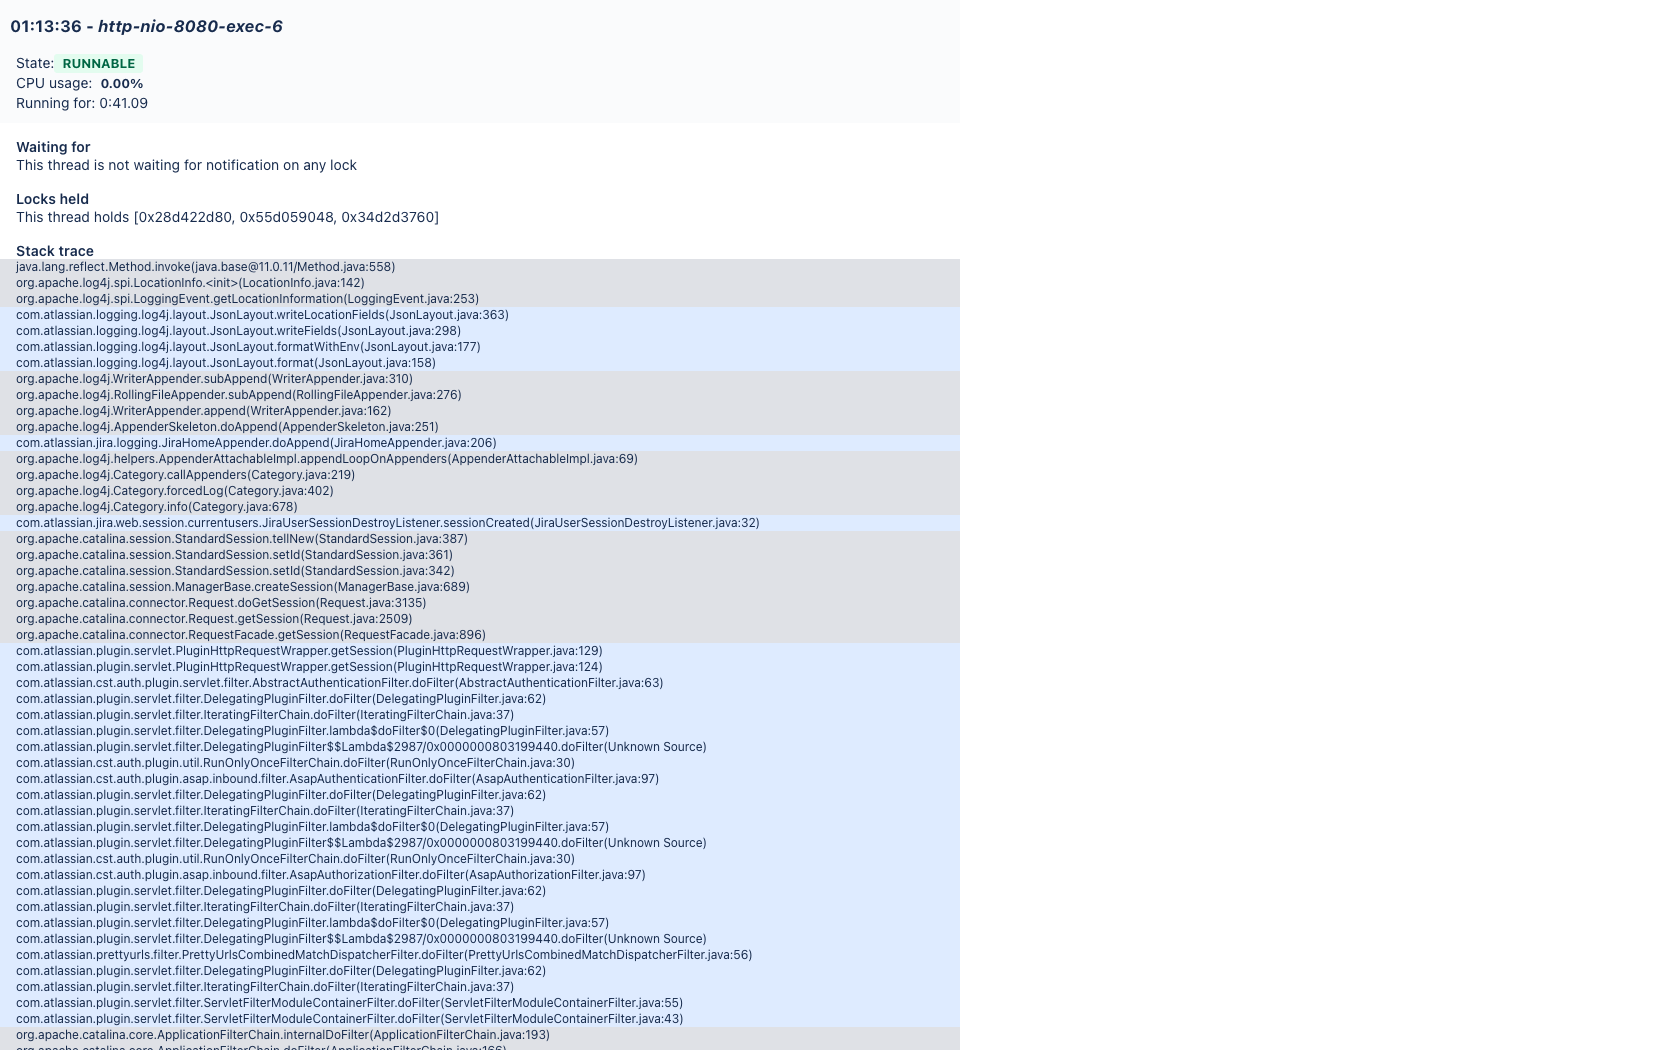 01:13:36 - http-nio-8080-exec-6
State: RUNNABLE
CPU usage: 0.00%
Running for: 0:41.09
Waiting for
This thread is not waiting for notification on any lock
Locks held
This thread holds [0x28d422d80, 0x55d059048, 0x34d2d3760]
Stack trace
java.lang.reflect.Method.invoke(java.base@11.0.11/Method.java:558)
org.apache.log4j.spi.LocationInfo.<init>(LocationInfo.java:142)
org.apache.log4j.spi.LoggingEvent.getLocationInformation(LoggingEvent.java:253)
com.atlassian.logging.log4j.layout.JsonLayout.writeLocationFields(JsonLayout.java:363)
com.atlassian.logging.log4j.layout.JsonLayout.writeFields(JsonLayout.java:298)
com.atlassian.logging.log4j.layout.JsonLayout.formatWithEnv(JsonLayout.java:177)
com.atlassian.logging.log4j.layout.JsonLayout.format(JsonLayout.java:158)
org.apache.log4j.WriterAppender.subAppend(WriterAppender.java:310)
org.apache.log4j.RollingFileAppender.subAppend(RollingFileAppender.java:276)
org.apache.log4j.WriterAppender.append(WriterAppender.java:162)
org.apache.log4j.AppenderSkeleton.doAppend(AppenderSkeleton.java:251)
com.atlassian.jira.logging.JiraHomeAppender.doAppend(JiraHomeAppender.java:206)
org.apache.log4j.helpers.AppenderAttachableImpl.appendLoopOnAppenders(AppenderAttachableImpl.java:69)
org.apache.log4j.Category.callAppenders(Category.java:219)
org.apache.log4j.Category.forcedLog(Category.java:402)
org.apache.log4j.Category.info(Category.java:678)
com.atlassian.jira.web.session.currentusers.JiraUserSessionDestroyListener.sessionCreated(JiraUserSessionDestroyListener.java:32)
org.apache.catalina.session.StandardSession.tellNew(StandardSession.java:387)
org.apache.catalina.session.StandardSession.setId(StandardSession.java:361)
org.apache.catalina.session.StandardSession.setId(StandardSession.java:342)
org.apache.catalina.session.ManagerBase.createSession(ManagerBase.java:689)
org.apache.catalina.connector.Request.doGetSession(Request.java:3135)
org.apache.catalina.connector.Request.getSession(Request.java:2509)
org.apache.catalina.connector.RequestFacade.getSession(RequestFacade.java:896)
com.atlassian.plugin.servlet.PluginHttpRequestWrapper.getSession(PluginHttpRequestWrapper.java:129)
com.atlassian.plugin.servlet.PluginHttpRequestWrapper.getSession(PluginHttpRequestWrapper.java:124)
com.atlassian.cst.auth.plugin.servlet.filter.AbstractAuthenticationFilter.doFilter(AbstractAuthenticationFilter.java:63)
com.atlassian.plugin.servlet.filter.DelegatingPluginFilter.doFilter(DelegatingPluginFilter.java:62)
com.atlassian.plugin.servlet.filter.IteratingFilterChain.doFilter(IteratingFilterChain.java:37)
com.atlassian.plugin.servlet.filter.DelegatingPluginFilter.lambda$doFilter$0(DelegatingPluginFilter.java:57)
com.atlassian.plugin.servlet.filter.DelegatingPluginFilter$$Lambda$2987/0x0000000803199440.doFilter(Unknown Source)
com.atlassian.cst.auth.plugin.util.RunOnlyOnceFilterChain.doFilter(RunOnlyOnceFilterChain.java:30)
com.atlassian.cst.auth.plugin.asap.inbound.filter.AsapAuthenticationFilter.doFilter(AsapAuthenticationFilter.java:97)
com.atlassian.plugin.servlet.filter.DelegatingPluginFilter.doFilter(DelegatingPluginFilter.java:62)
com.atlassian.plugin.servlet.filter.IteratingFilterChain.doFilter(IteratingFilterChain.java:37)
com.atlassian.plugin.servlet.filter.DelegatingPluginFilter.lambda$doFilter$0(DelegatingPluginFilter.java:57)
com.atlassian.plugin.servlet.filter.DelegatingPluginFilter$$Lambda$2987/0x0000000803199440.doFilter(Unknown Source)
com.atlassian.cst.auth.plugin.util.RunOnlyOnceFilterChain.doFilter(RunOnlyOnceFilterChain.java:30)
com.atlassian.cst.auth.plugin.asap.inbound.filter.AsapAuthorizationFilter.doFilter(AsapAuthorizationFilter.java:97)
com.atlassian.plugin.servlet.filter.DelegatingPluginFilter.doFilter(DelegatingPluginFilter.java:62)
com.atlassian.plugin.servlet.filter.IteratingFilterChain.doFilter(IteratingFilterChain.java:37)
com.atlassian.plugin.servlet.filter.DelegatingPluginFilter.lambda$doFilter$0(DelegatingPluginFilter.java:57)
com.atlassian.plugin.servlet.filter.DelegatingPluginFilter$$Lambda$2987/0x0000000803199440.doFilter(Unknown Source)
com.atlassian.prettyurls.filter.PrettyUrlsCombinedMatchDispatcherFilter.doFilter(PrettyUrlsCombinedMatchDispatcherFilter.java:56)
com.atlassian.plugin.servlet.filter.DelegatingPluginFilter.doFilter(DelegatingPluginFilter.java:62)
com.atlassian.plugin.servlet.filter.IteratingFilterChain.doFilter(IteratingFilterChain.java:37)
com.atlassian.plugin.servlet.filter.ServletFilterModuleContainerFilter.doFilter(ServletFilterModuleContainerFilter.java:55)
com.atlassian.plugin.servlet.filter.ServletFilterModuleContainerFilter.doFilter(ServletFilterModuleContainerFilter.java:43)
org.apache.catalina.core.ApplicationFilterChain.internalDoFilter(ApplicationFilterChain.java:193)